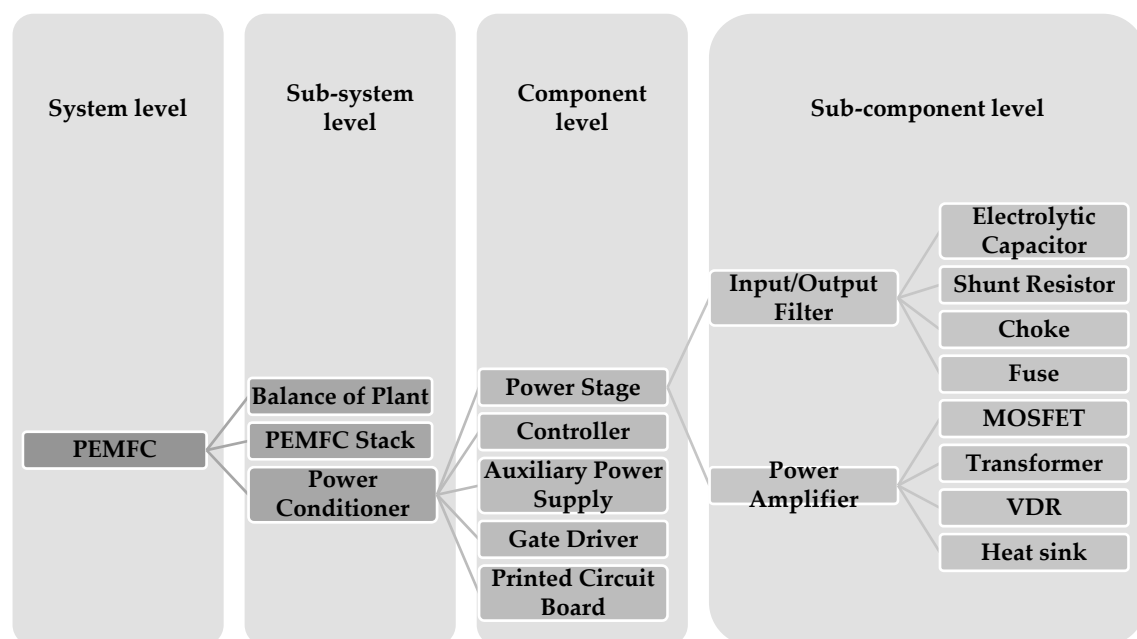 System level
Sub-system
level
Component
level
Sub-component level
PEMFC
Balance of Plant
PEMFC Stack
Power
Conditioner
Power Stage
Controller
Auxiliary Power
Supply
Gate Driver
Printed Circuit
Board
Input/Output
Filter
Power
Amplifier
Electrolytic
Capacitor
Shunt Resistor
Choke
Fuse
MOSFET
Transformer
VDR
Heat sink